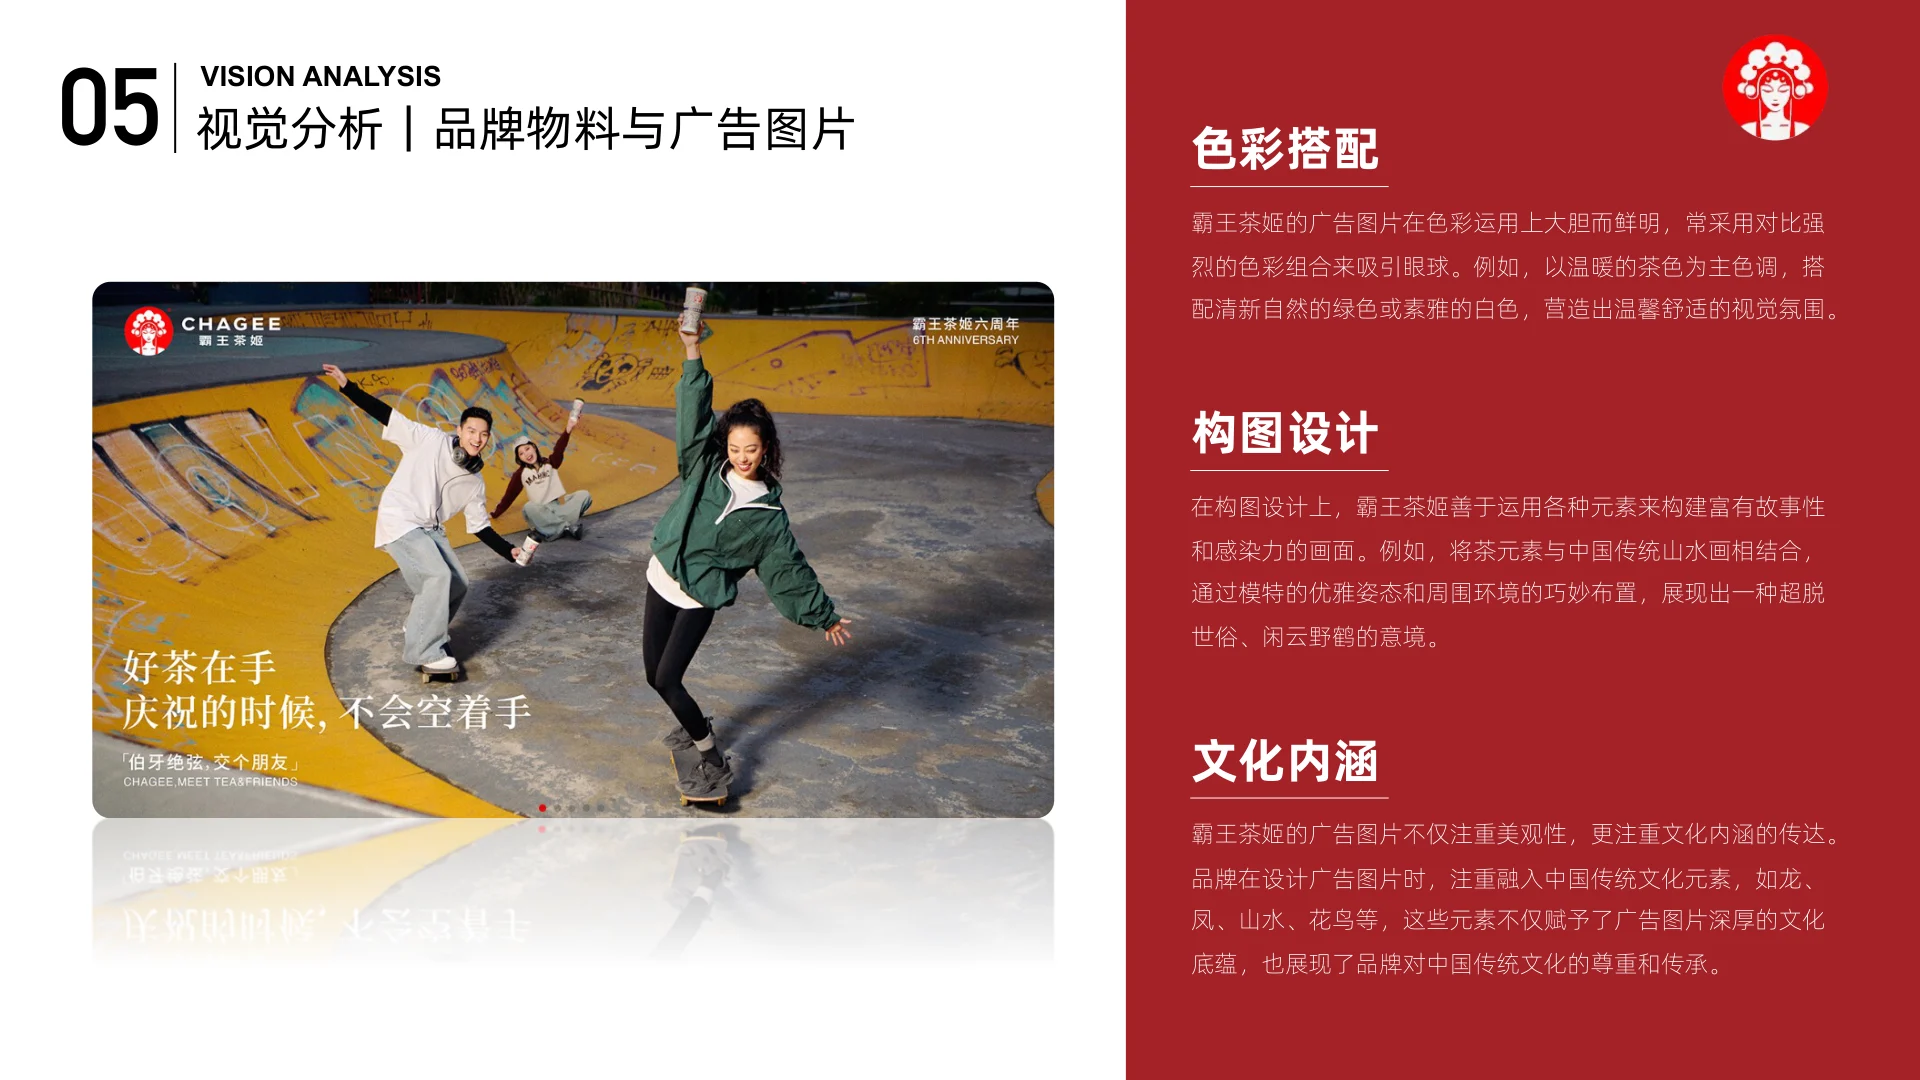 05
VISION ANALYSIS
视觉分析｜品牌物料与广告图片
CHAGEE
霸王茶姬
霸王茶姬六周年
6TH ANNIVERSARY
好茶在手
庆祝的时候，不会空着手
「伯牙绝弦，交个朋友」
CHAGEE,MEET TEA&FRIENDS
色彩搭配
霸王茶姬的广告图片在色彩运用上大胆而鲜明，常采用对比强
烈的色彩组合来吸引眼球。例如，以温暖的茶色为主色调，搭
配清新自然的绿色或素雅的白色，营造出温馨舒适的视觉氛围。
构图设计
在构图设计上，霸王茶姬善于运用各种元素来构建富有故事性
和感染力的画面。例如，将茶元素与中国传统山水画相结合，
通过模特的优雅姿态和周围环境的巧妙布置，展现出一种超脱
世俗、闲云野鹤的意境。
文化内涵
霸王茶姬的广告图片不仅注重美观性，更注重文化内涵的传达。
品牌在设计广告图片时，注重融入中国传统文化元素，如龙、
凤、山水、花鸟等，这些元素不仅赋予了广告图片深厚的文化
底蕴，也展现了品牌对中国传统文化的尊重和传承。